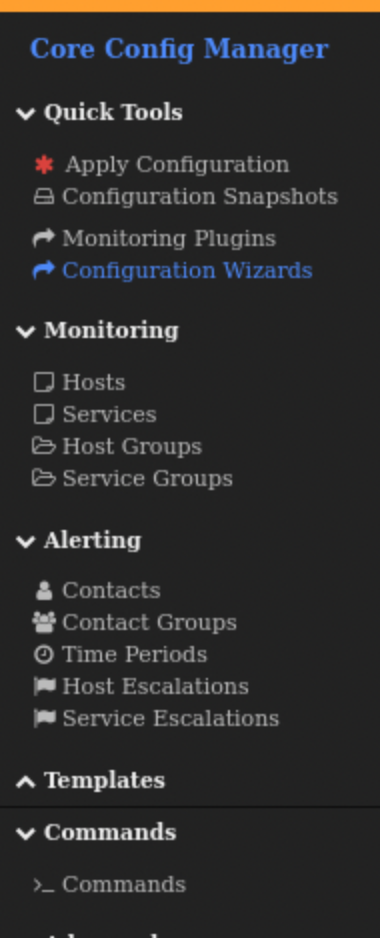 Core Config Manager
Quick Tools
Apply Configuration
Configuration Snapshots
Monitoring Plugins
Configuration Wizards
Monitoring
Hosts
Services
Host Groups
Service Groups
Alerting
Contacts
Contact Groups
Time Periods
Host Escalations
Service Escalations
Templates
Commands
>_ Commands